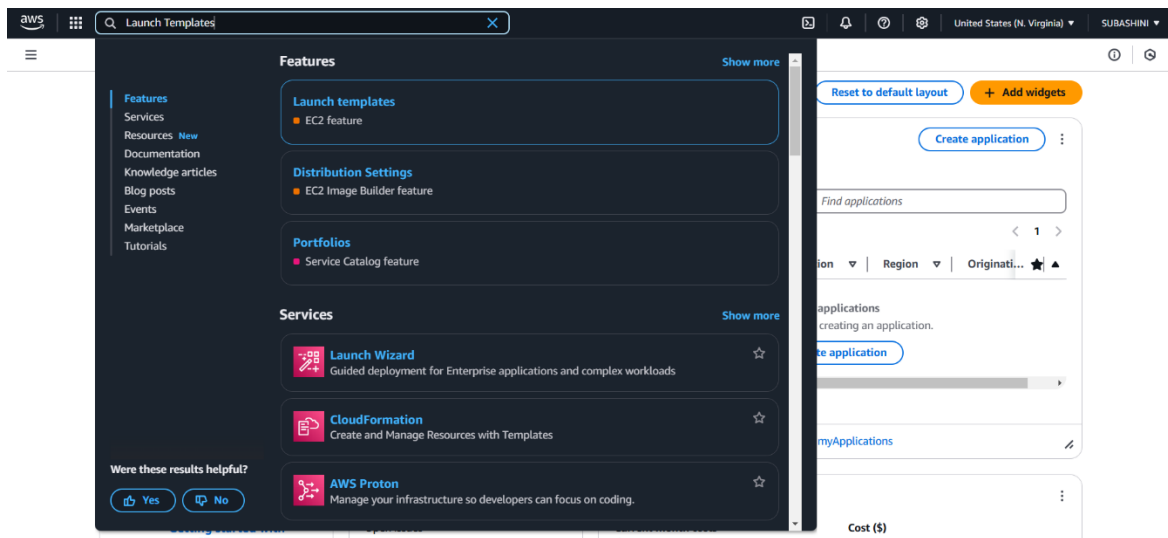 aws
Launch Templates
United States (N. Virginia) ▼
SUBASHINI ▼
Features
Show more
Features
Services
Resources New
Documentation
Knowledge articles
Blog posts
Events
Marketplace
Tutorials
Launch templates
EC2 feature
Distribution Settings
EC2 Image Builder feature
Portfolios
Service Catalog feature
Services
Show more
Launch Wizard
Guided deployment for Enterprise applications and complex workloads
CloudFormation
Create and Manage Resources with Templates
AWS Proton
Manage your infrastructure so developers can focus on coding.
Were these results helpful?
Yes
No
Reset to default layout
+ Add widgets
Create application
Find applications
1
ion
Region
Originati...
applications
creating an application.
te application
myApplications
Cost ($)